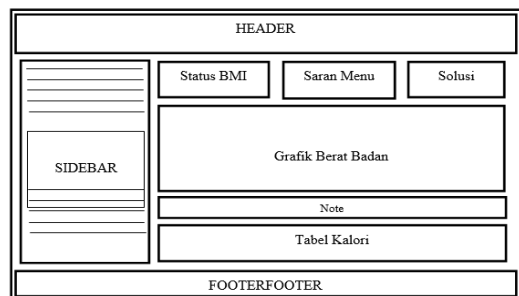 HEADER
Status BMI
Saran Menu
Solusi
SIDEBAR
Grafik Berat Badan
Note
Tabel Kalori
FOOTERFOOTER